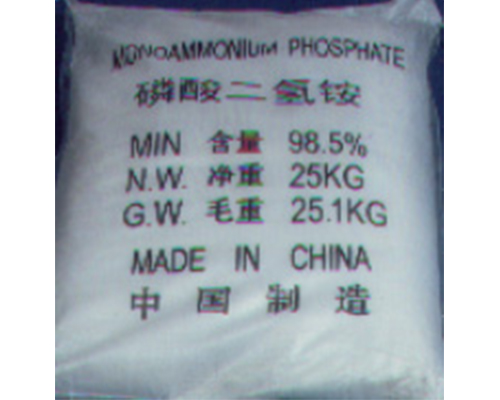 MONOAMMONIUM PHOSPHATE
磷酸二氢铵
MIN 含量 98.5%
N.W. 净重 25KG
G.W. 毛重 25.1KG
MADE IN CHINA
中国制造